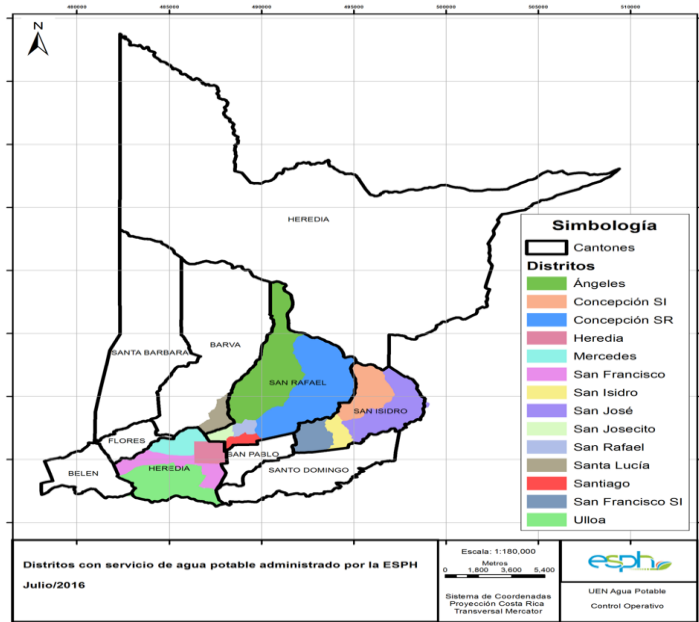 480000 485000 490000 495000 500000 505000 510000
N
HEREDIA
SANTA BARBARA
BARVA
SAN RAFAEL
SAN ISIDRO
FLORES
SAN PABLO
HEREDIA
BELEN
SANTO DOMINGO
Simbología
Cantones
Distritos
Ángeles
Concepción SI
Concepción SR
Heredia
Mercedes
San Francisco
San Isidro
San José
San Josecito
San Rafael
Santa Lucía
Santiago
San Francisco SI
Ulloa
Distritos con servicio de agua potable administrado por la ESPH
Julio/2016
Escala: 1:180,000
Metros
0 1,800 3,600 5,400
Sistema de Coordenadas
Proyección Costa Rica
Transversal Mercator
esph
UEN Agua Potable
Control Operativo